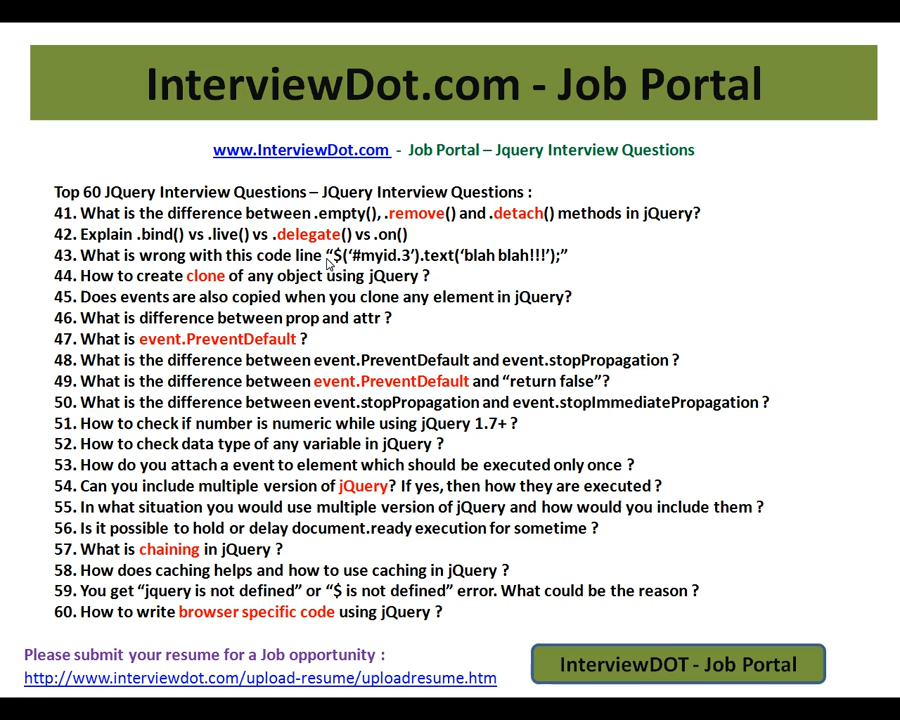 InterviewDot.com - Job Portal
www.InterviewDot.com - Job Portal – Jquery Interview Questions
Top 60 JQuery Interview Questions – JQuery Interview Questions :
41. What is the difference between .empty(), .remove() and .detach() methods in jQuery?
42. Explain .bind() vs .live() vs .delegate() vs .on()
43. What is wrong with this code line “$(‘#myid.3’).text(‘blah blah!!!’);”
44. How to create clone of any object using jQuery ?
45. Does events are also copied when you clone any element in jQuery?
46. What is difference between prop and attr ?
47. What is event.PreventDefault ?
48. What is the difference between event.PreventDefault and event.stopPropagation ?
49. What is the difference between event.PreventDefault and “return false”?
50. What is the difference between event.stopPropagation and event.stopImmediatePropagation ?
51. How to check if number is numeric while using jQuery 1.7+ ?
52. How to check data type of any variable in jQuery ?
53. How do you attach a event to element which should be executed only once ?
54. Can you include multiple version of jQuery? If yes, then how they are executed ?
55. In what situation you would use multiple version of jQuery and how would you include them ?
56. Is it possible to hold or delay document.ready execution for sometime ?
57. What is chaining in jQuery ?
58. How does caching helps and how to use caching in jQuery ?
59. You get “jquery is not defined” or “$ is not defined” error. What could be the reason ?
60. How to write browser specific code using jQuery ?
Please submit your resume for a Job opportunity :
http://www.interviewdot.com/upload-resume/uploadresume.htm
InterviewDOT - Job Portal